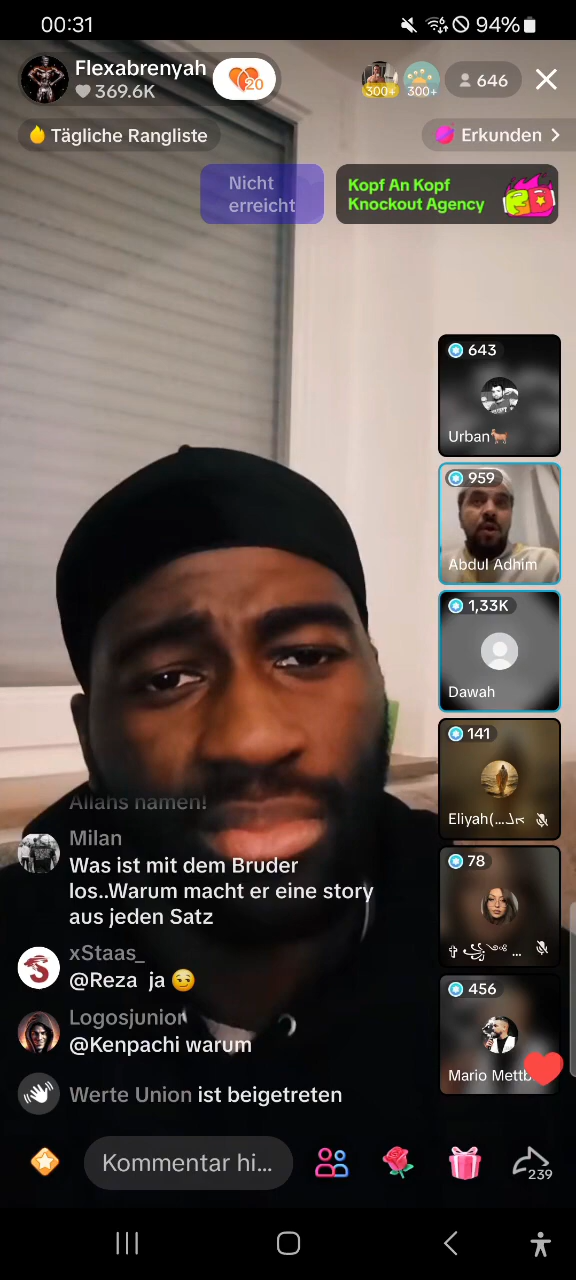 00:31
94%
Flexabrenyah
369.6K
20
300+
300+
646
Tägliche Rangliste
Erkunden
Nicht
erreicht
Kopf An Kopf
Knockout Agency
643
Urban
959
Abdul Adhim
1,33K
Dawah
141
Eliyah(...
78
...
456
Mario Mettb
Allahs namen!
Milan
Was ist mit dem Bruder
los..Warum macht er eine story
aus jeden Satz
xStaas_
@Reza ja 😏
Logosjunior
@Kenpachi warum
Werte Union ist beigetreten
Kommentar hi...
239